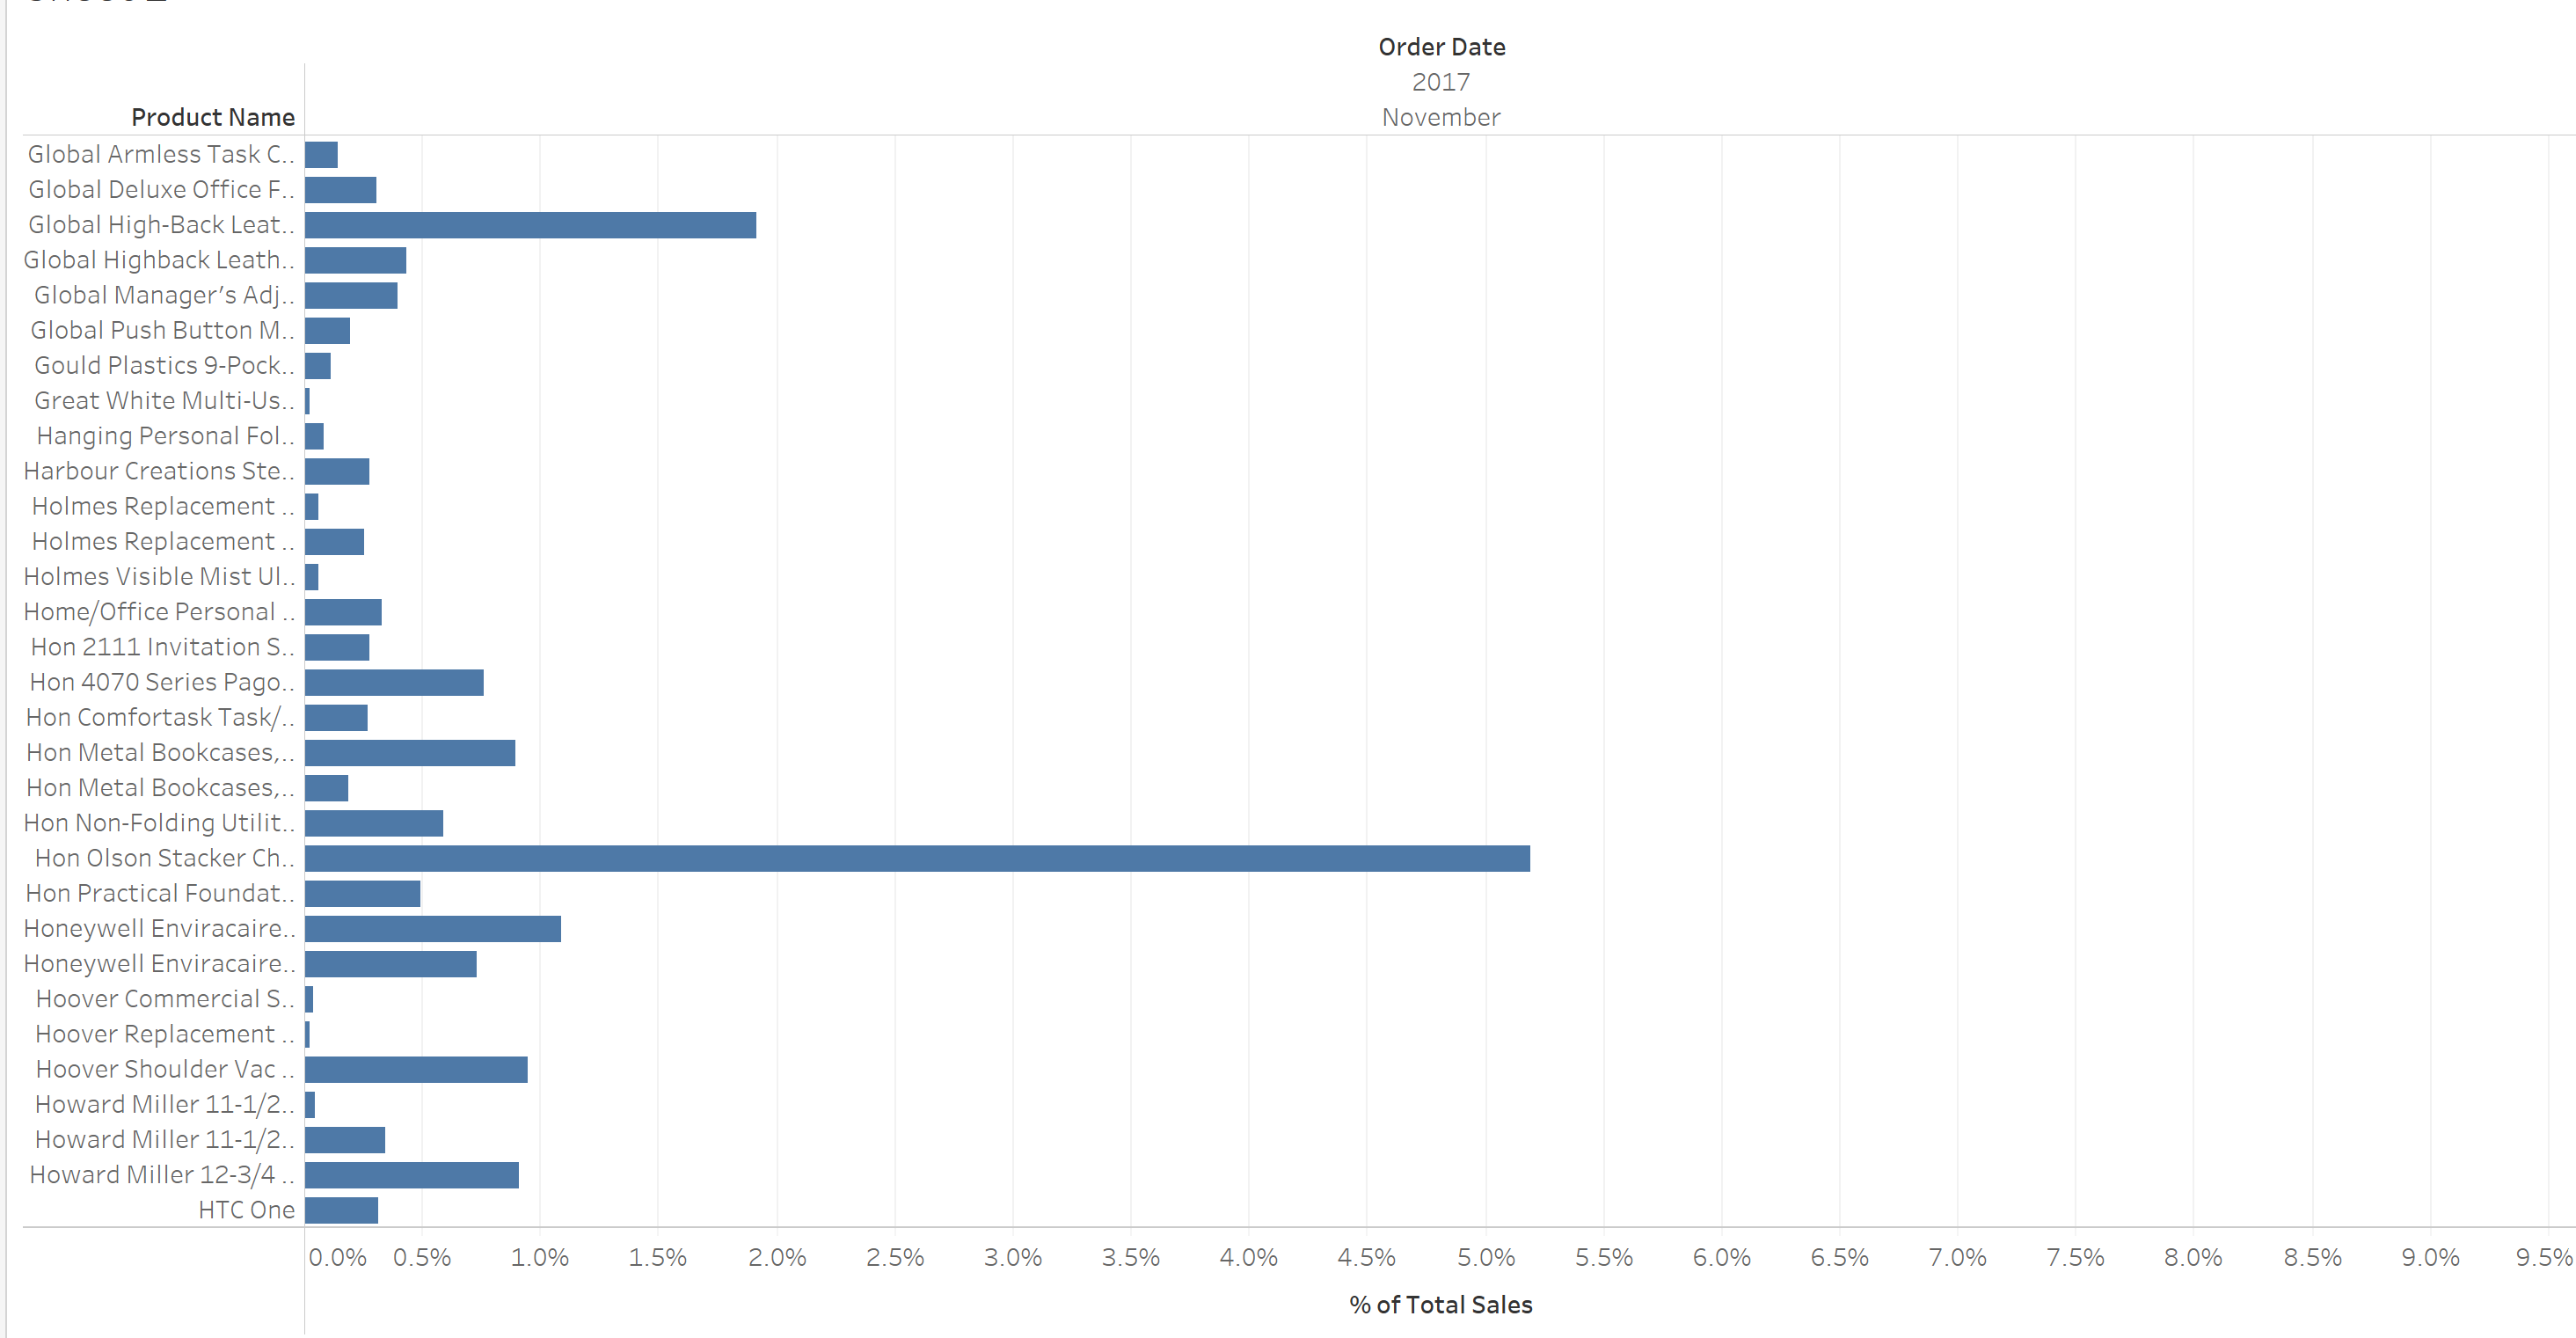 Order Date
2017
November
Product Name
Global Armless Task C..
Global Deluxe Office F..
Global High-Back Leat..
Global Highback Leath..
Global Manager's Adj..
Global Push Button M..
Gould Plastics 9-Pock..
Great White Multi-Us..
Hanging Personal Fol..
Harbour Creations Ste..
Holmes Replacement ..
Holmes Replacement ..
Holmes Visible Mist Ul..
Home/Office Personal ..
Hon 2111 Invitation S..
Hon 4070 Series Pago..
Hon Comfortask Task/..
Hon Metal Bookcases,..
Hon Metal Bookcases,..
Hon Non-Folding Utilit..
Hon Olson Stacker Ch..
Hon Practical Foundat..
Honeywell Enviracaire..
Honeywell Enviracaire..
Hoover Commercial S..
Hoover Replacement ..
Hoover Shoulder Vac ..
Howard Miller 11-1/2..
Howard Miller 11-1/2..
Howard Miller 12-3/4 ..
HTC One
0.0% 0.5% 1.0% 1.5% 2.0% 2.5% 3.0% 3.5% 4.0% 4.5% 5.0% 5.5% 6.0% 6.5% 7.0% 7.5% 8.0% 8.5% 9.0% 9.5%
% of Total Sales